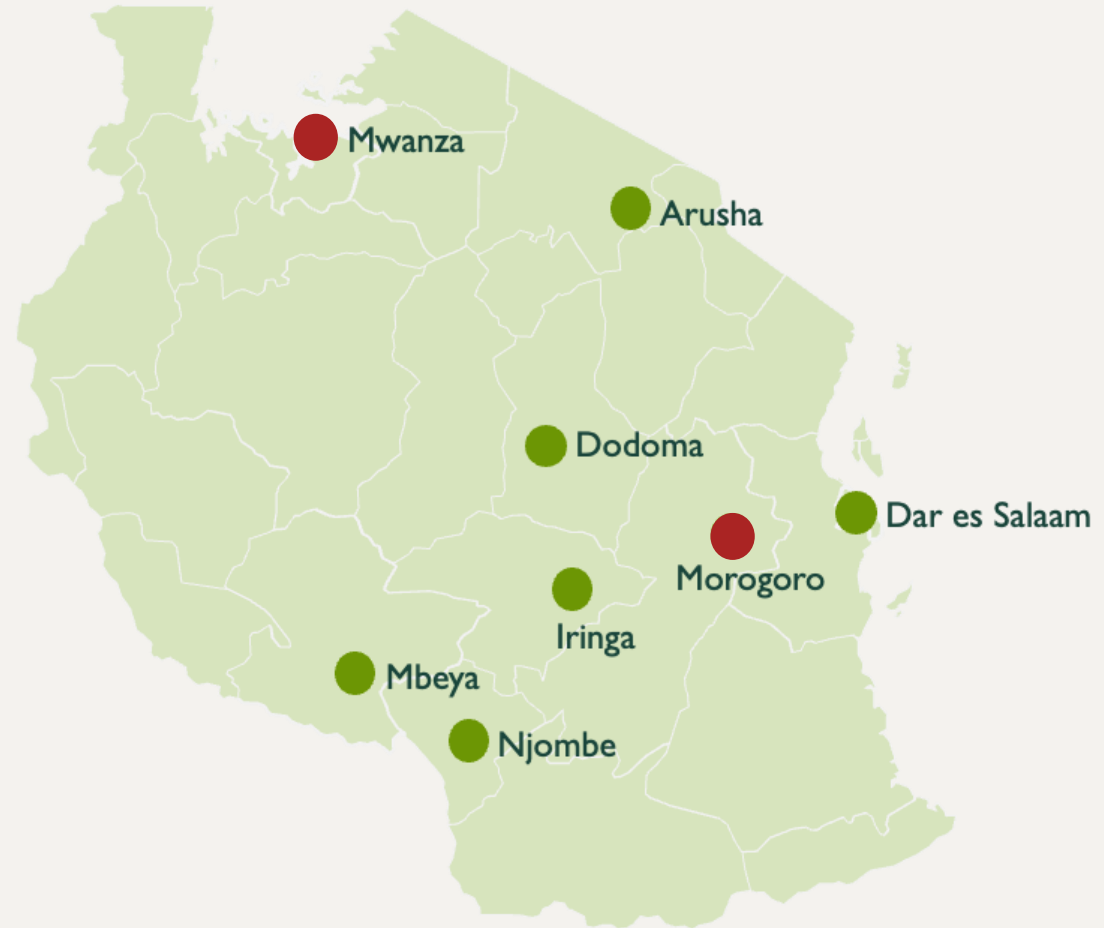 Mwanza
Arusha
Dodoma
Dar es Salaam
Morogoro
Iringa
Mbeya
Njombe